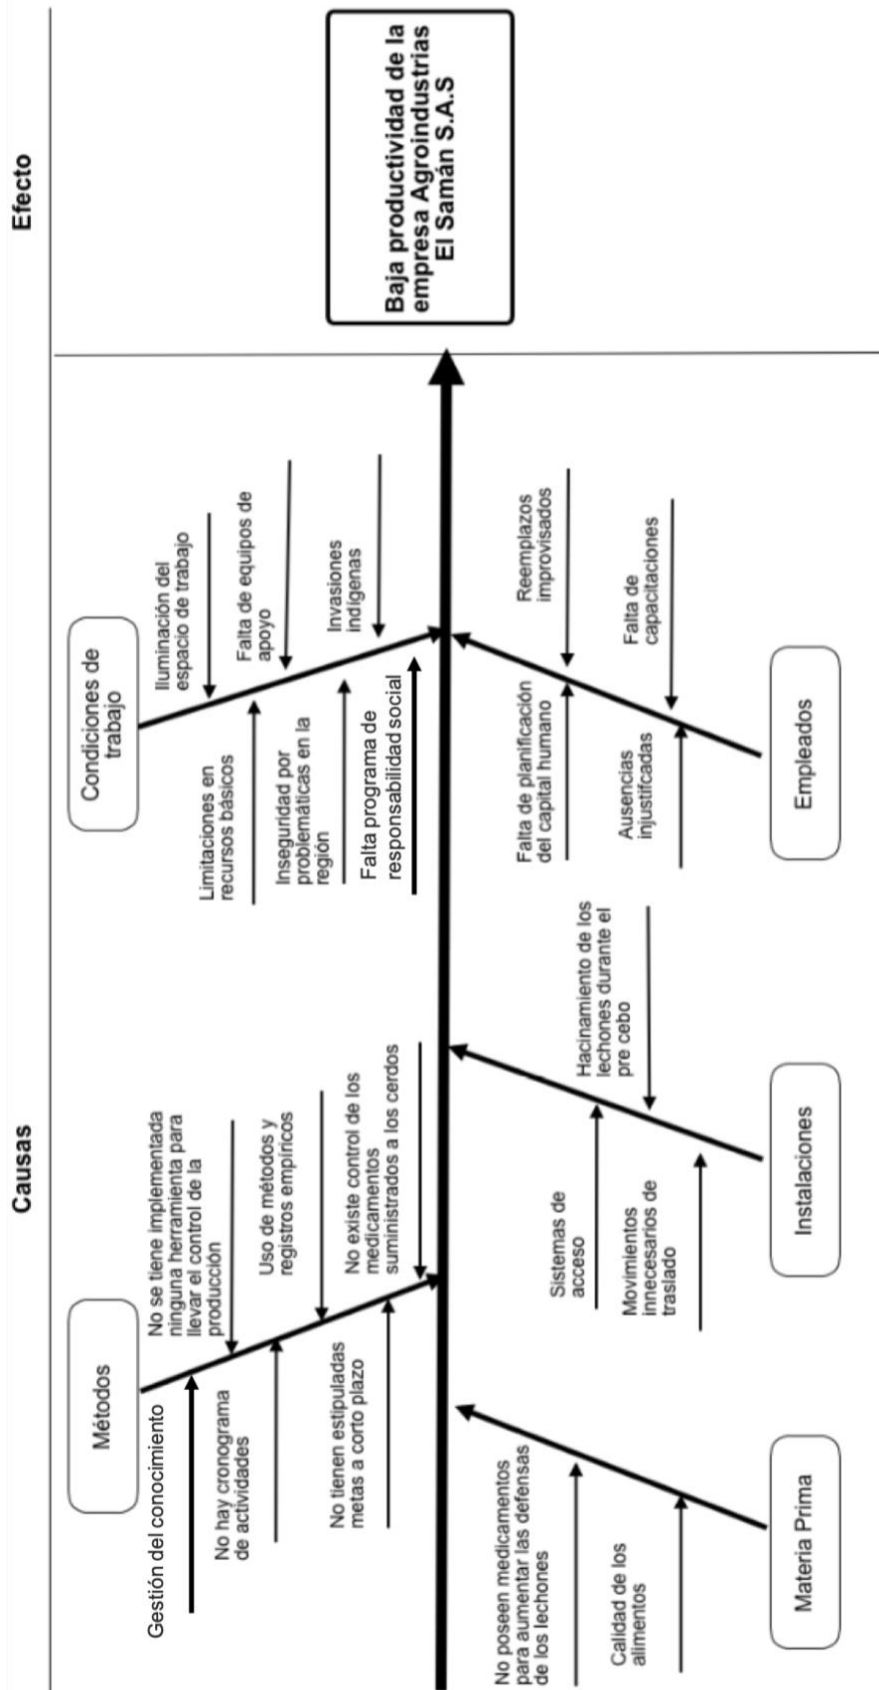 Causas
Efecto
Métodos
Gestión del conocimiento
No hay cronograma
de actividades
No tienen estipuladas
metas a corto plazo
No se tiene implementada
ninguna herramienta para
llevar el control de la
producción
Uso de métodos y
registros empíricos
No existe control de los
medicamentos
suministrados a los cerdos
Condiciones de
trabajo
Limitaciones en
recursos básicos
Inseguridad por
problemáticas en la
región
Falta programa de
responsabilidad social
Iluminación del
espacio de trabajo
Falta de equipos de
apoyo
Invasiones
indígenas
Baja productividad de la
empresa Agroindustrias
El Samán S.A.S
No poseen medicamentos
para aumentar las defensas
de los lechones
Calidad de los
alimentos
Materia Prima
Sistemas de
acceso
Movimientos
innecesarios de
traslado
Hacinamiento de los
lechones durante el
pre cebo
Instalaciones
Falta de planificación
del capital humano
Ausencias
injustifcadas
Reemplazos
improvisados
Falta de
capacitaciones
Empleados